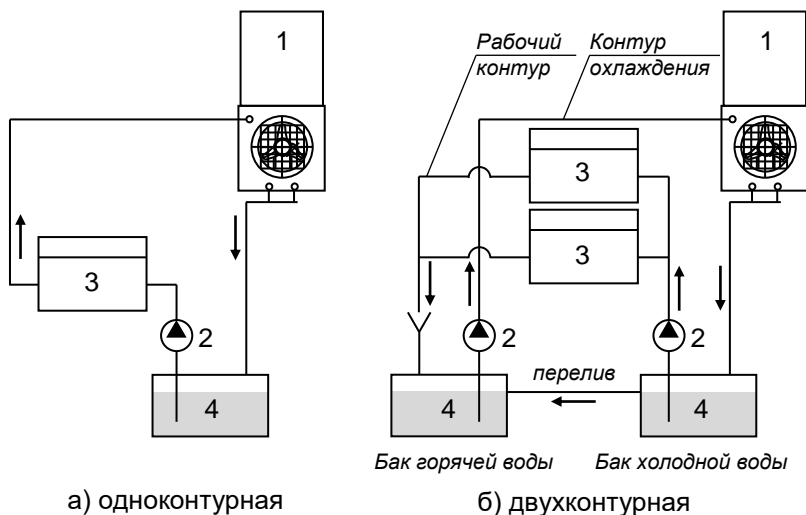 1
3
2
4
а) одноконтурная
Рабочий
контур
Контур
охлаждения
1
3
3
2
2
перелив
4
4
Бак горячей воды
Бак холодной воды
б) двухконтурная